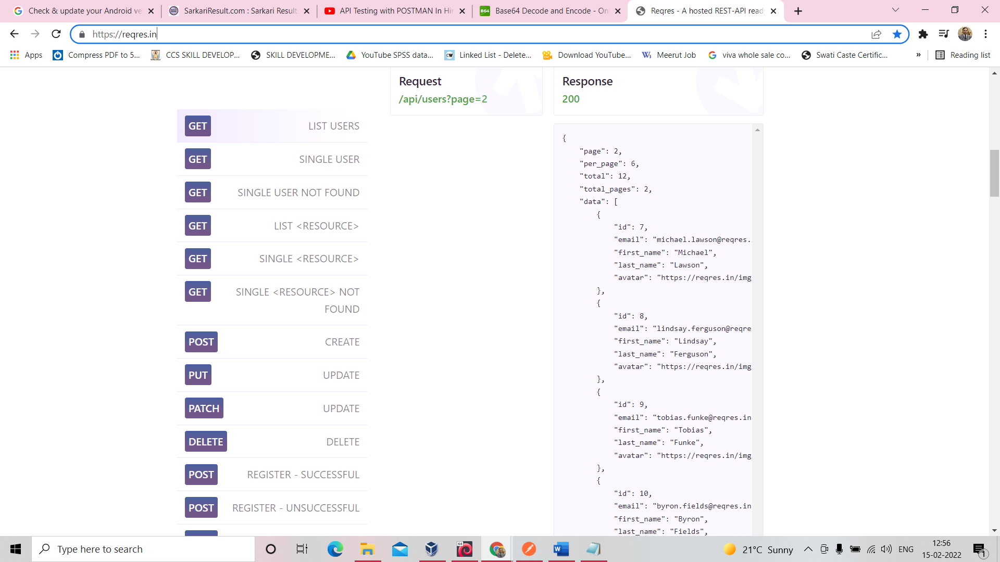 Check & update your Android ve
SarkariResult.com : Sarkari Result
API Testing with POSTMAN In Hin
B64 Base64 Decode and Encode - On
Reqres - A hosted REST-API read
https://reqres.in
Apps
Compress PDF to 5...
CCS SKILL DEVELOP...
SKILL DEVELOPME...
YouTube SPSS data...
CW Linked List - Delete...
Download YouTube...
Meerut Job
viva whole sale co...
Swati Caste Certific...
»
Reading list
Request
/api/users?page=2
Response
200
GET LIST USERS
GET SINGLE USER
GET SINGLE USER NOT FOUND
GET LIST <RESOURCE>
GET SINGLE <RESOURCE>
GET SINGLE <RESOURCE> NOT
FOUND
POST CREATE
PUT UPDATE
PATCH UPDATE
DELETE DELETE
POST REGISTER - SUCCESSFUL
POST REGISTER - UNSUCCESSFUL
{
"page": 2,
"per_page": 6,
"total": 12,
"total_pages": 2,
"data": [
{
"id": 7,
"email": "michael.lawson@reqres.
"first_name": "Michael",
"last_name": "Lawson",
"avatar": "https://reqres.in/img
},
{
"id": 8,
"email": "lindsay.ferguson@reqre
"first_name": "Lindsay",
"last_name": "Ferguson",
"avatar": "https://reqres.in/img
},
{
"id": 9,
"email": "tobias.funke@reqres.in
"first_name": "Tobias",
"last_name": "Funke",
"avatar": "https://reqres.in/img
},
{
"id": 10,
"email": "byron.fields@reqres.in
"first_name": "Byron",
"last_name": "Fields",
Type here to search
64
21°C Sunny
ENG
12:56
15-02-2022
1